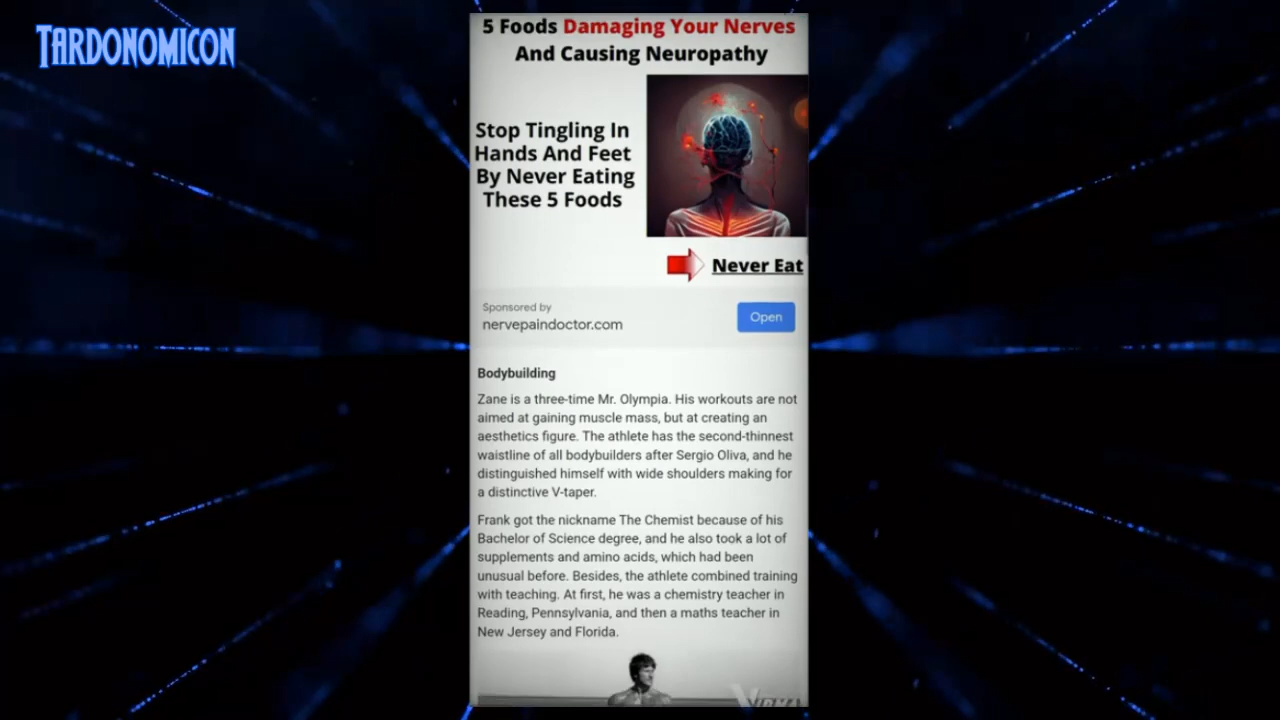 TARDONOMICON
5 Foods Damaging Your Nerves
And Causing Neuropathy
Stop Tingling In
Hands And Feet
By Never Eating
These 5 Foods
Never Eat
Sponsored by
nervepaindoctor.com
Open
Bodybuilding
Zane is a three-time Mr. Olympia. His workouts are not
aimed at gaining muscle mass, but at creating an
aesthetics figure. The athlete has the second-thinnest
waistline of all bodybuilders after Sergio Oliva, and he
distinguished himself with wide shoulders making for
a distinctive V-taper.
Frank got the nickname The Chemist because of his
Bachelor of Science degree, and he also took a lot of
supplements and amino acids, which had been
unusual before. Besides, the athlete combined training
with teaching. At first, he was a chemistry teacher in
Reading, Pennsylvania, and then a maths teacher in
New Jersey and Florida.